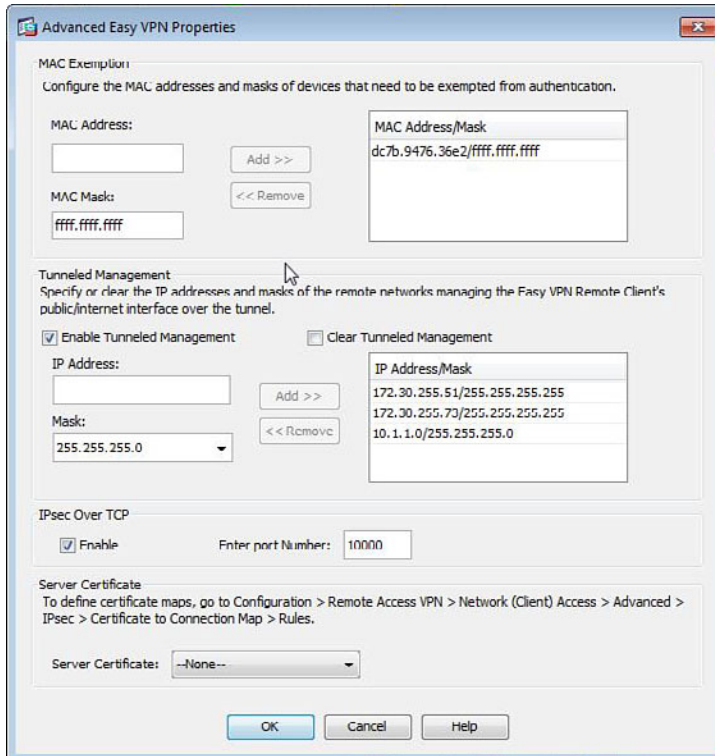 Advanced Easy VPN Properties
MAC Exemption
Configure the MAC addresses and masks of devices that need to be exempted from authentication.
MAC Address:
Add >>
MAC Address/Mask
dc7b.9476.36e2/ffff.ffff.ffff
MAC Mask:
<< Remove
ffff.ffff.ffff
Tunneled Management
Specify or clear the IP addresses and masks of the remote networks managing the Easy VPN Remote Client's
public/internet interface over the tunnel.
Enable Tunneled Management
Clear Tunneled Management
IP Address:
Add >>
IP Address/Mask
172.30.255.51/255.255.255.255
172.30.255.73/255.255.255.255
10.1.1.0/255.255.255.0
Mask:
<< Remove
255.255.255.0
IPsec Over TCP
Enable
Enter port Number:
10000
Server Certificate
To define certificate maps, go to Configuration > Remote Access VPN > Network (Client) Access > Advanced >
IPsec > Certificate to Connection Map > Rules.
Server Certificate:
--None--
OK
Cancel
Help